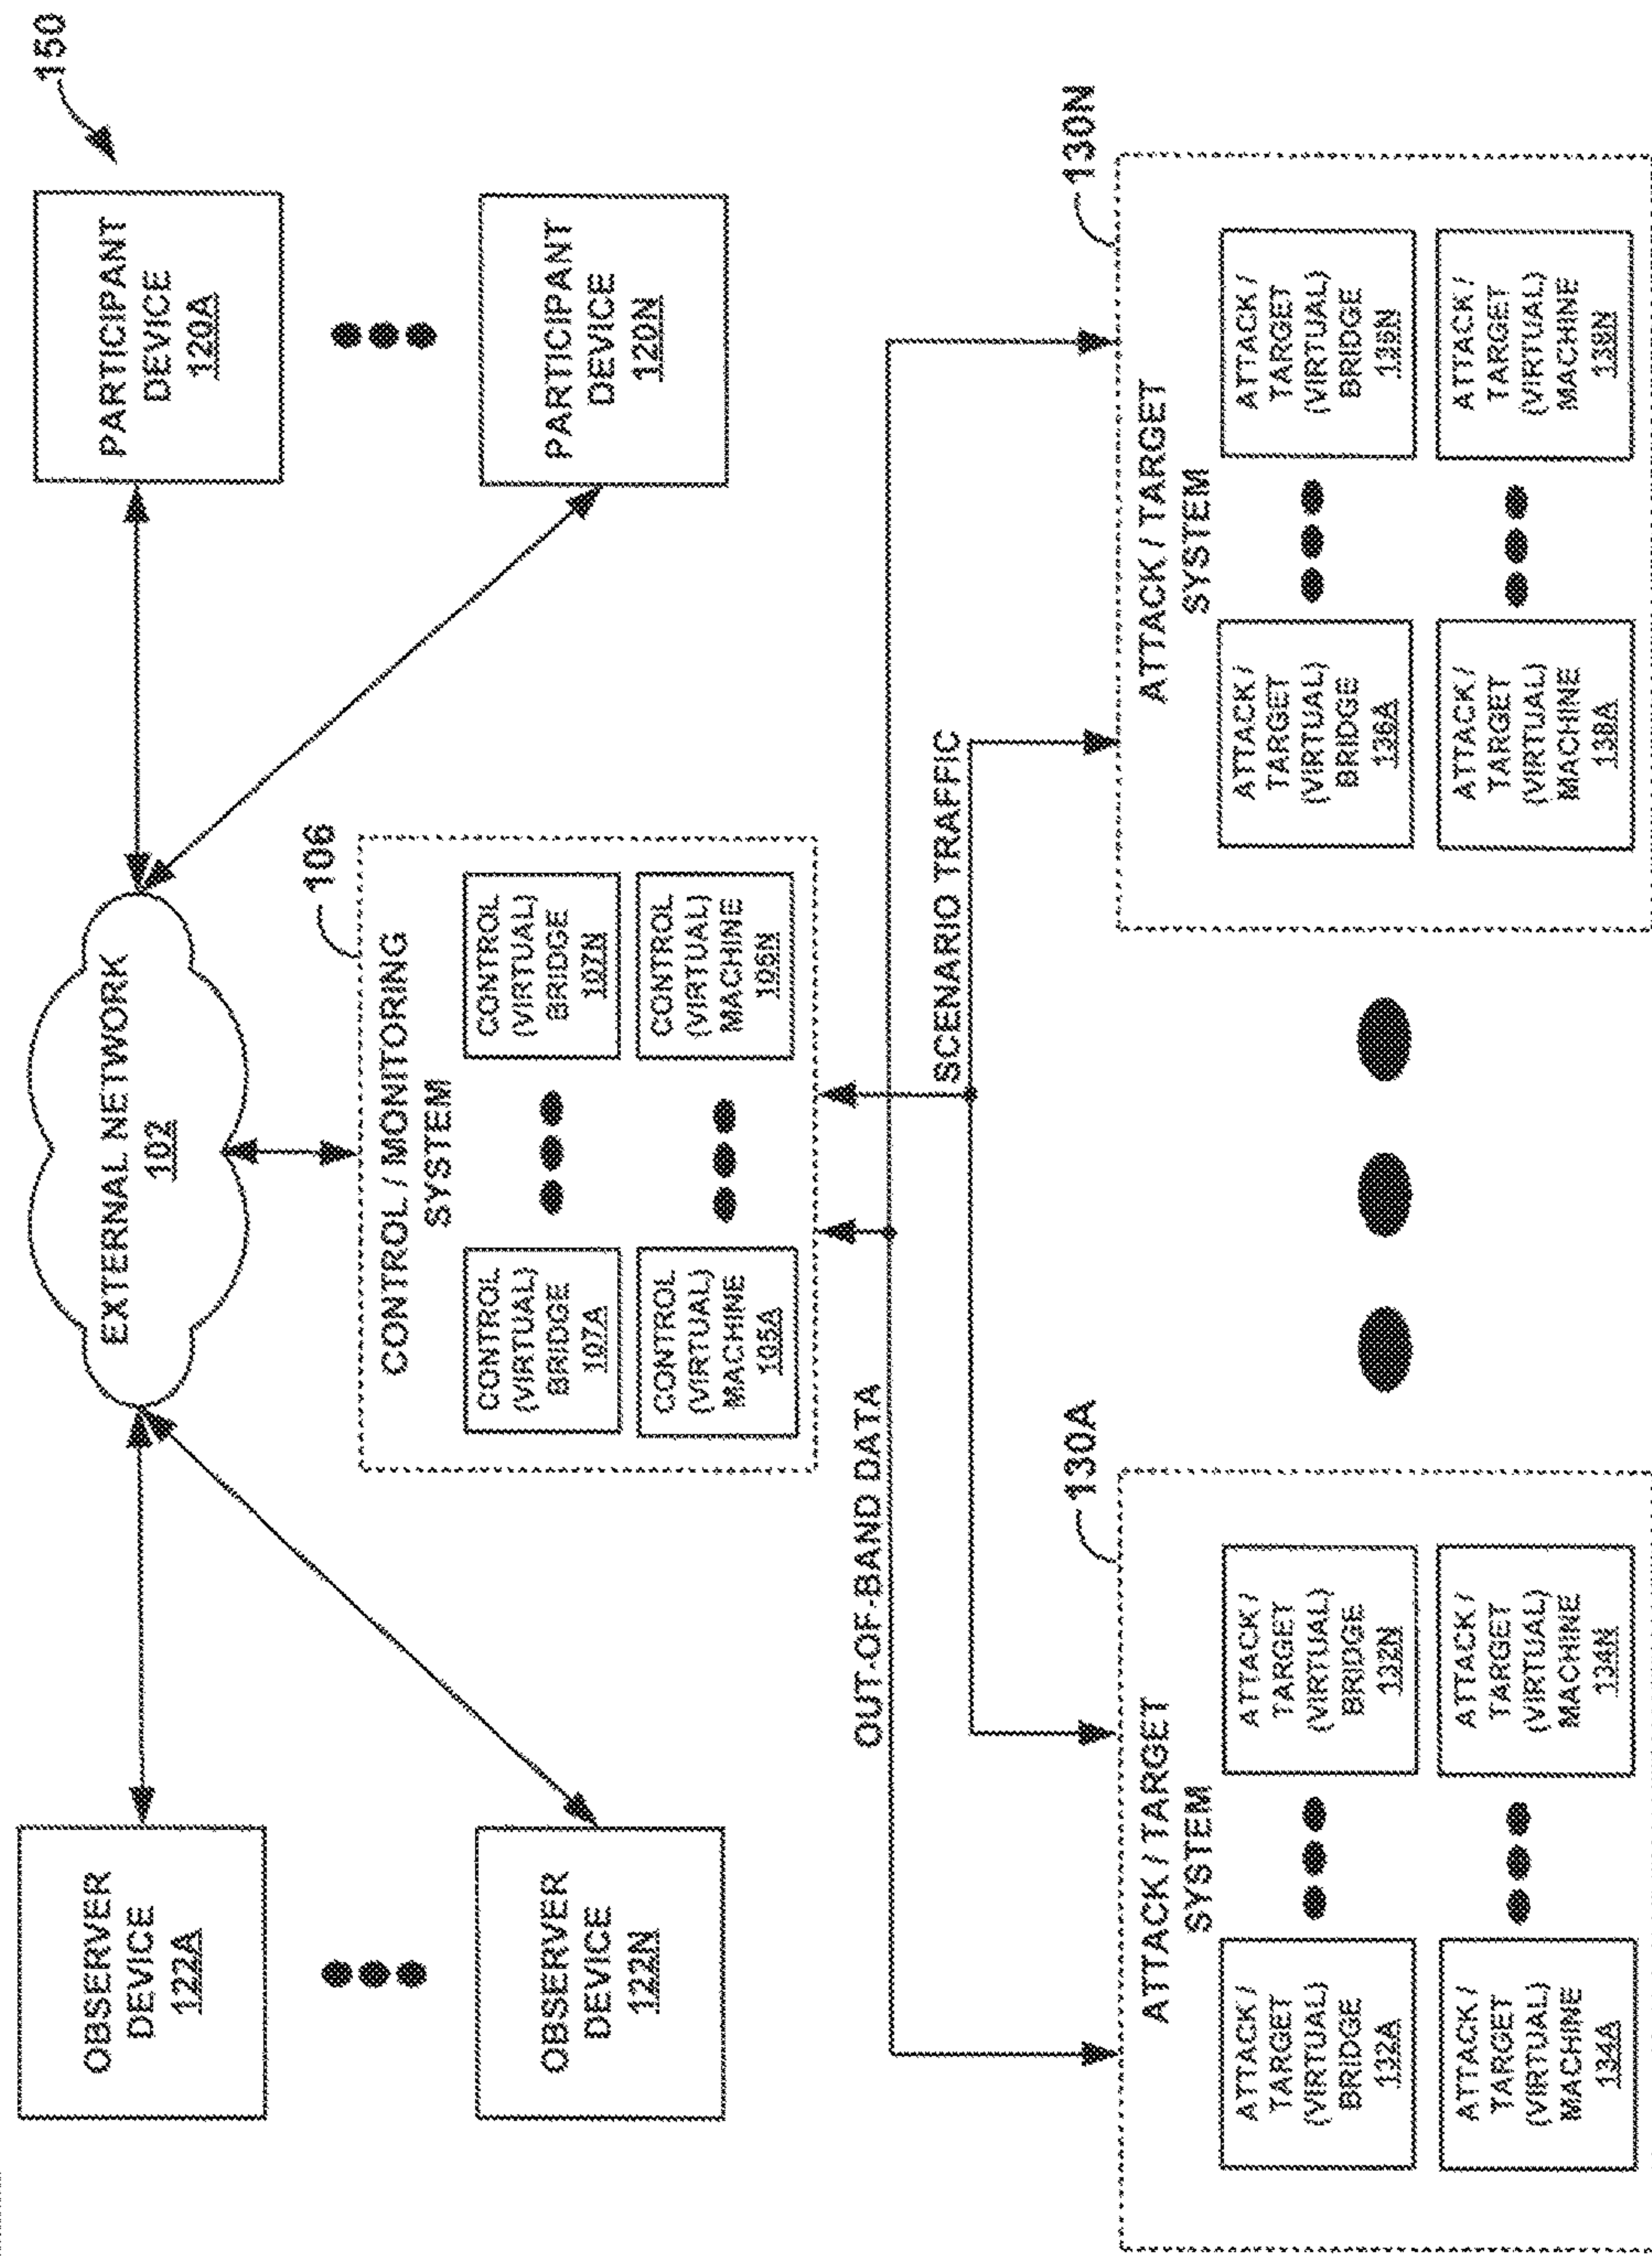 150
OBSERVER
DEVICE
122A
EXTERNAL NETWORK
102
PARTICIPANT
DEVICE
120A
OBSERVER
DEVICE
122N
PARTICIPANT
DEVICE
120N
106
CONTROL / MONITORING
SYSTEM
CONTROL
(VIRTUAL)
BRIDGE
107A
CONTROL
(VIRTUAL)
BRIDGE
107N
CONTROL
(VIRTUAL)
MACHINE
105A
CONTROL
(VIRTUAL)
MACHINE
105N
OUT-OF-BAND DATA
SCENARIO TRAFFIC
130A
ATTACK / TARGET
SYSTEM
ATTACK /
TARGET
(VIRTUAL)
BRIDGE
132A
ATTACK /
TARGET
(VIRTUAL)
BRIDGE
132N
ATTACK /
TARGET
(VIRTUAL)
MACHINE
134A
ATTACK /
TARGET
(VIRTUAL)
MACHINE
134N
130N
ATTACK / TARGET
SYSTEM
ATTACK /
TARGET
(VIRTUAL)
BRIDGE
136A
ATTACK /
TARGET
(VIRTUAL)
BRIDGE
136N
ATTACK /
TARGET
(VIRTUAL)
MACHINE
138A
ATTACK /
TARGET
(VIRTUAL)
MACHINE
138N